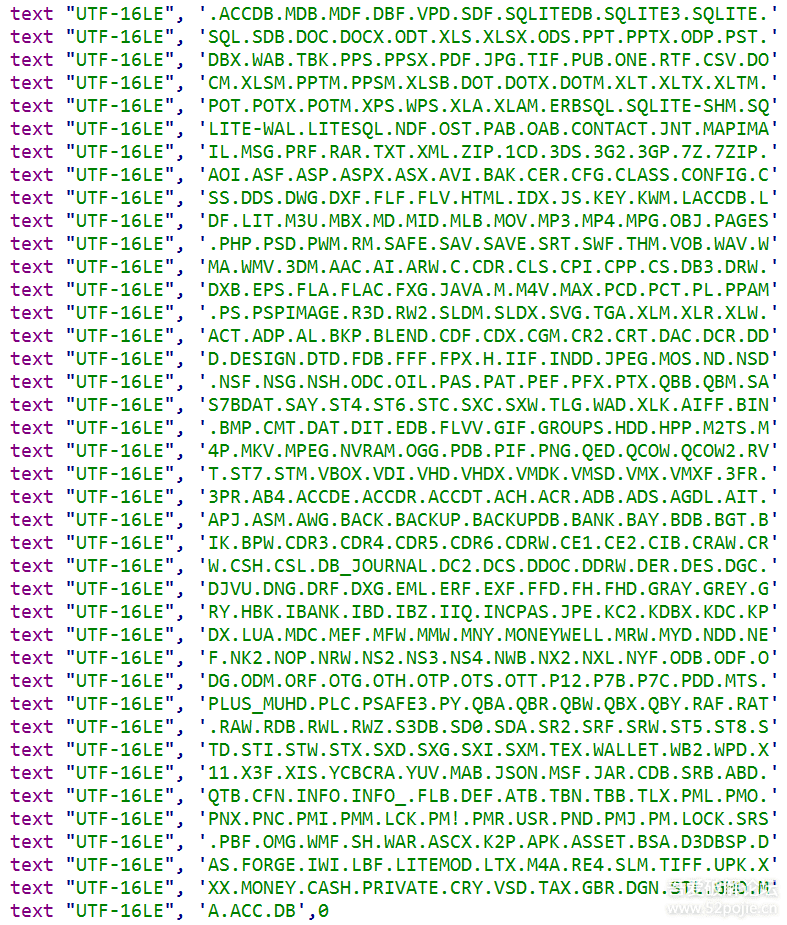 text "UTF-16LE", '.ACCDB.MDB.MDF.DBF.VPD.SDF.SQLITEDB.SQLITE3.SQLITE.'
text "UTF-16LE", 'SQL.SDB.DOC.DOCX.ODT.XLS.XLSX.ODS.PPT.PPTX.ODP.PST.'
text "UTF-16LE", 'DBX.WAB.TBK.PPS.PPSX.PDF.JPG.TIF.PUB.ONE.RTF.CSV.DO'
text "UTF-16LE", 'CM.XLSM.PPTM.PPSM.XLSB.DOT.DOTX.DOTM.XLT.XLTX.XLTM.'
text "UTF-16LE", 'POT.POTX.POTM.XPS.WPS.XLA.XLAM.ERBSQL.SQLITE-SHM.SQ'
text "UTF-16LE", 'LITE-WAL.LITESQL.NDF.OST.PAB.OAB.CONTACT.JNT.MAPIMA'
text "UTF-16LE", 'IL.MSG.PRF.RAR.TXT.XML.ZIP.1CD.3DS.3G2.3GP.7Z.7ZIP.'
text "UTF-16LE", 'AOI.ASF.ASP.ASPX.ASX.AVI.BAK.CER.CFG.CLASS.CONFIG.C'
text "UTF-16LE", 'SS.DDS.DWG.DXF.FLF.FLV.HTML.IDX.JS.KEY.KWM.LACCDB.L'
text "UTF-16LE", 'DF.LIT.M3U.MBX.MD.MID.MLB.MOV.MP3.MP4.MPG.OBJ.PAGES'
text "UTF-16LE", '.PHP.PSD.PWM.RM.SAFE.SAV.SAVE.SRT.SWF.THM.VOB.WAV.W'
text "UTF-16LE", 'MA.WMV.3DM.AAC.AI.ARW.C.CDR.CLS.CPI.CPP.CS.DB3.DRW.'
text "UTF-16LE", 'DXB.EPS.FLA.FLAC.FXG.JAVA.M.M4V.MAX.PCD.PCT.PL.PPAM'
text "UTF-16LE", '.PS.PSPIMAGE.R3D.RW2.SLDM.SLDX.SVG.TGA.XLM.XLR.XLW.'
text "UTF-16LE", 'ACT.ADP.AL.BKP.BLEND.CDF.CDX.CGM.CR2.CRT.DAC.DCR.DD'
text "UTF-16LE", 'D.DESIGN.DTD.FDB.FFF.FPX.H.IIF.INDD.JPEG.MOS.ND.NSD'
text "UTF-16LE", '.NSF.NSG.NSH.ODC.OIL.PAS.PAT.PEF.PFX.PTX.QBB.QBM.SA'
text "UTF-16LE", 'S7BDAT.SAY.ST4.ST6.STC.SXC.SXW.TLG.WAD.XLK.AIFF.BIN'
text "UTF-16LE", '.BMP.CMT.DAT.DIT.EDB.FLVV.GIF.GROUPS.HDD.HPP.M2TS.M'
text "UTF-16LE", '4P.MKV.MPEG.NVRAM.OGG.PDB.PIF.PNG.QED.QCOW.QCOW2.RV'
text "UTF-16LE", 'T.ST7.STM.VBOX.VDI.VHD.VHDX.VMDK.VMSD.VMX.VMXF.3FR.'
text "UTF-16LE", '3PR.AB4.ACCDE.ACCDR.ACCDT.ACH.ACR.ADB.ADS.AGDL.AIT.'
text "UTF-16LE", 'APJ.ASM.AWG.BACK.BACKUP.BACKUPDB.BANK.BAY.BDB.BGT.B'
text "UTF-16LE", 'IK.BPW.CDR3.CDR4.CDR5.CDR6.CDRW.CE1.CE2.CIB.CRAW.CR'
text "UTF-16LE", 'W.CSH.CSL.DB_JOURNAL.DC2.DCS.DDOC.DDRW.DER.DES.DGC.'
text "UTF-16LE", 'DJVU.DNG.DRF.DXG.EML.ERF.EXF.FFD.FH.FHD.GRAY.GREY.G'
text "UTF-16LE", 'RY.HBK.IBANK.IBD.IBZ.IIQ.INCPAS.JPE.KC2.KDBX.KDC.KP'
text "UTF-16LE", 'DX.LUA.MDC.MEF.MFW.MMW.MNY.MONEYWELL.MRW.MYD.NDD.NE'
text "UTF-16LE", 'F.NK2.NOP.NRW.NS2.NS3.NS4.NWB.NX2.NXL.NYF.ODB.ODF.O'
text "UTF-16LE", 'DG.ODM.ORF.OTG.OTH.OTP.OTS.OTT.P12.P7B.P7C.PDD.MTS.'
text "UTF-16LE", 'PLUS_MUHD.PLC.PSAFE3.PY.QBA.QBR.QBW.QBX.QBY.RAF.RAT'
text "UTF-16LE", '.RAW.RDB.RWL.RWZ.S3DB.SD0.SDA.SR2.SRF.SRW.ST5.ST8.S'
text "UTF-16LE", 'TD.STI.STW.STX.SXD.SXG.SXI.SXM.TEX.WALLET.WB2.WPD.X'
text "UTF-16LE", '11.X3F.XIS.YCBCRA.YUV.MAB.JSON.MSF.JAR.CDB.SRB.ABD.'
text "UTF-16LE", 'QTB.CFN.INFO.INFO_.FLB.DEF.ATB.TBN.TBB.TLX.PML.PMO.'
text "UTF-16LE", 'PNX.PNC.PMI.PMM.LCK.PM!.PMR.USR.PND.PMJ.PM.LOCK.SRS'
text "UTF-16LE", '.PBF.OMG.WMF.SH.WAR.ASCX.K2P.APK.ASSET.BSA.D3DBSP.D'
text "UTF-16LE", 'AS.FORGE.IWI.LBF.LITEMOD.LTX.M4A.RE4.SLM.TIFF.UPK.X'
text "UTF-16LE", 'XX.MONEY.CASH.PRIVATE.CRY.VSD.TAX.GBR.DGN.STL.GHO.M'
text "UTF-16LE", 'A.ACC.DB',0
吾爱破解论坛
www.52pojie.cn